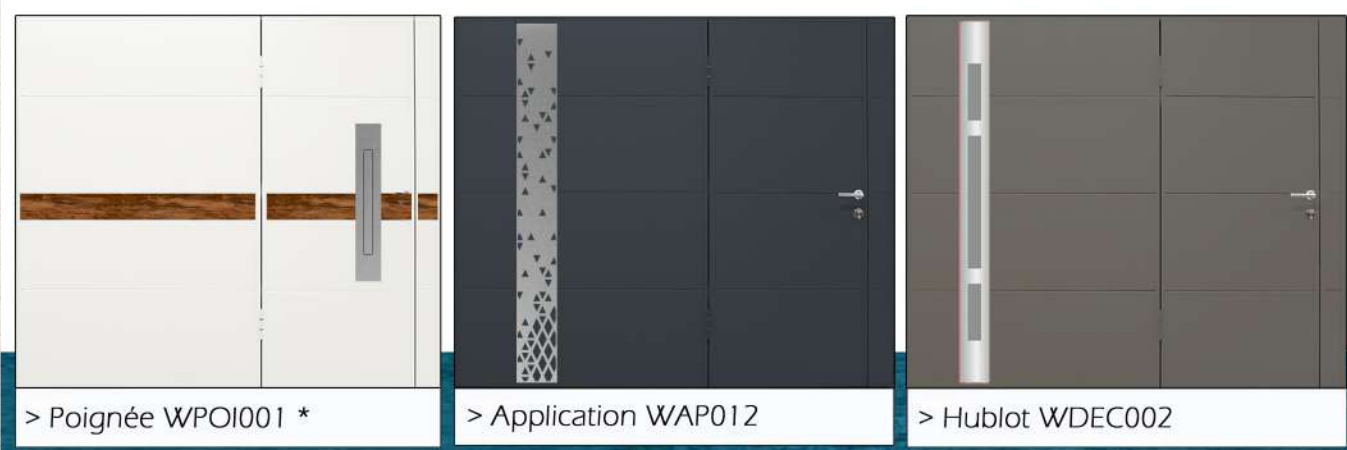 > Poignée WPOI001 *
> Application WAP012
> Hublot WDEC002